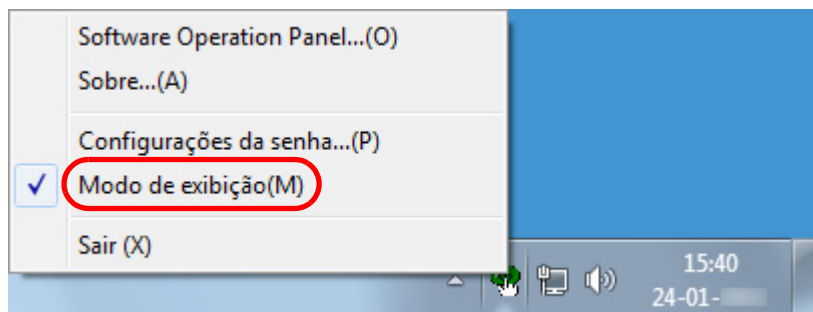 Software Operation Panel...(O)
Sobre...(A)
Configurações da senha...(P)
Modo de exibição(M)
Sair (X)
15:40
24-01-